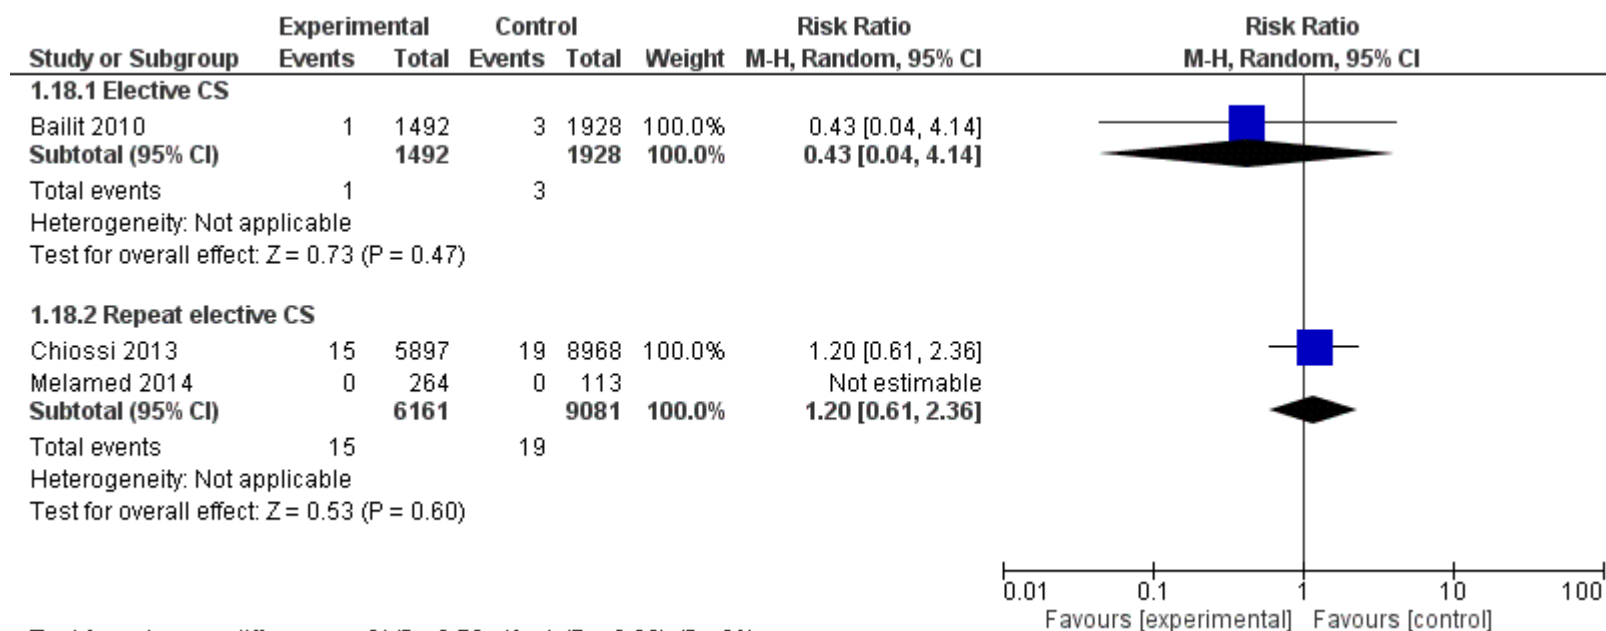 Experimental Control Risk Ratio Risk Ratio
Study or Subgroup Events Total Events Total Weight M-H, Random, 95% CI M-H, Random, 95% CI
1.18.1 Elective CS
Bailit 2010 1 1492 3 1928 100.0% 0.43 [0.04, 4.14]
Subtotal (95% CI) 1492 1928 100.0% 0.43 [0.04, 4.14]
Total events 1 3
Heterogeneity: Not applicable
Test for overall effect: Z = 0.73 (P = 0.47)
1.18.2 Repeat elective CS
Chiossi 2013 15 5897 19 8968 100.0% 1.20 [0.61, 2.36]
Melamed 2014 0 264 0 113 Not estimable
Subtotal (95% CI) 6161 9081 100.0% 1.20 [0.61, 2.36]
Total events 15 19
Heterogeneity: Not applicable
Test for overall effect: Z = 0.53 (P = 0.60)
0.01 0.1 1 10 100
Favours [experimental] Favours [control]